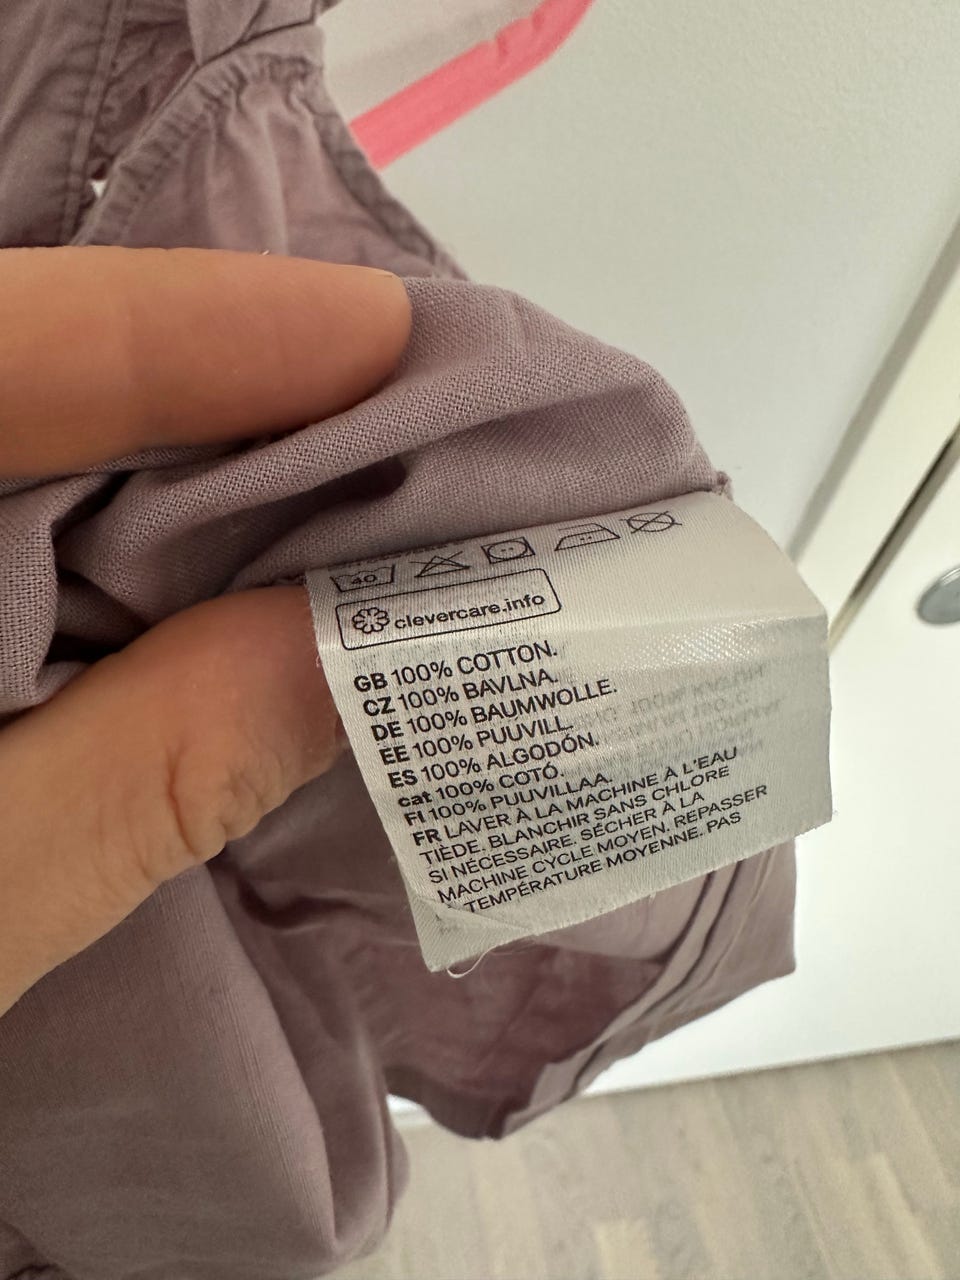 40
clevercare.info
GB 100% COTTON.
CZ 100% BAVLNA.
DE 100% BAUMWOLLE.
EE 100% PUUVILL.
ES 100% ALGODÓN.
cat 100% COTÓ.
FI 100% PUUVILLAA.
FR LAVER À LA MACHINE À L'EAU
TIÈDE. BLANCHIR SANS CHLORE
SI NÉCESSAIRE. SÉCHER À LA
MACHINE CYCLE MOYEN. REPASSER
TEMPÉRATURE MOYENNE. PAS